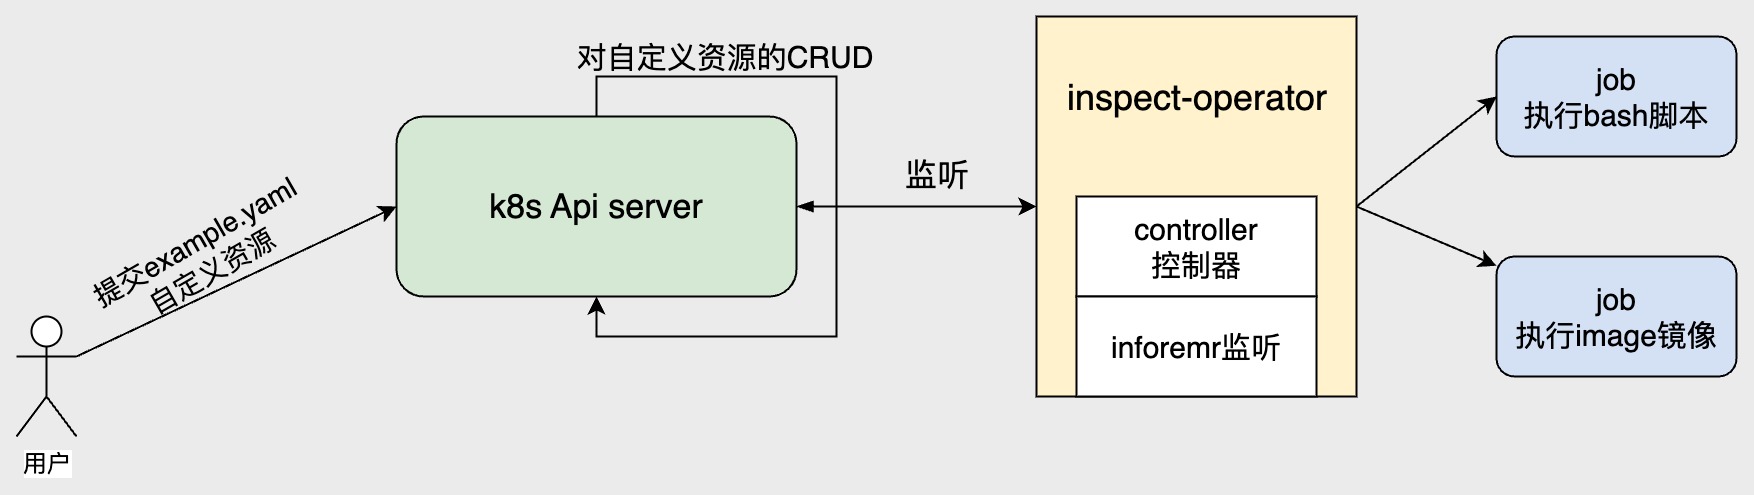 对自定义资源的CRUD
k8s Api server
提交example.yaml
自定义资源
用户
监听
inspect-operator
controller
控制器
inforemr监听
job
执行bash脚本
job
执行image镜像